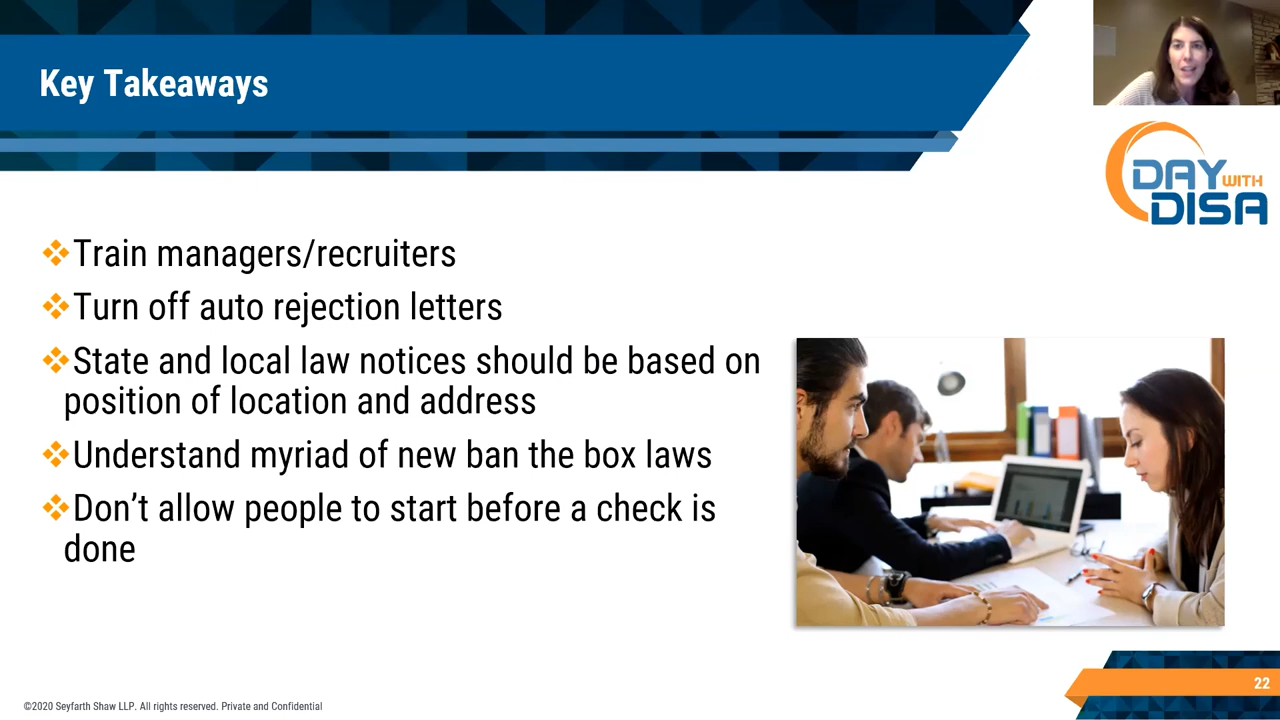 Key Takeaways
DAY WITH
DISA
❖Train managers/recruiters
❖Turn off auto rejection letters
❖State and local law notices should be based on
position of location and address
❖Understand myriad of new ban the box laws
❖Don’t allow people to start before a check is
done
22
©2020 Seyfarth Shaw LLP. All rights reserved. Private and Confidential